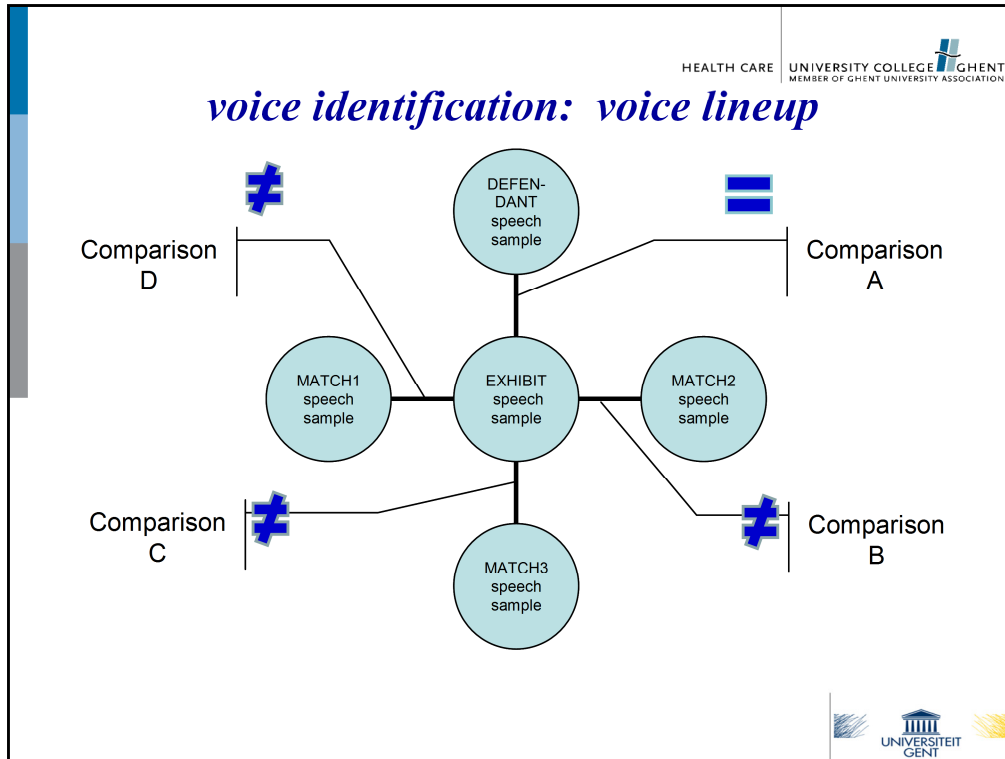 HEALTH CARE
UNIVERSITY COLLEGE GHENT
MEMBER OF GHENT UNIVERSITY ASSOCIATION
voice identification: voice lineup
≠
DEFEN-
DANT
speech
sample
=
Comparison
D
Comparison
A
MATCH1
speech
sample
EXHIBIT
speech
sample
MATCH2
speech
sample
Comparison
C
≠
≠
Comparison
B
MATCH3
speech
sample
UNIVERSITEIT
GENT